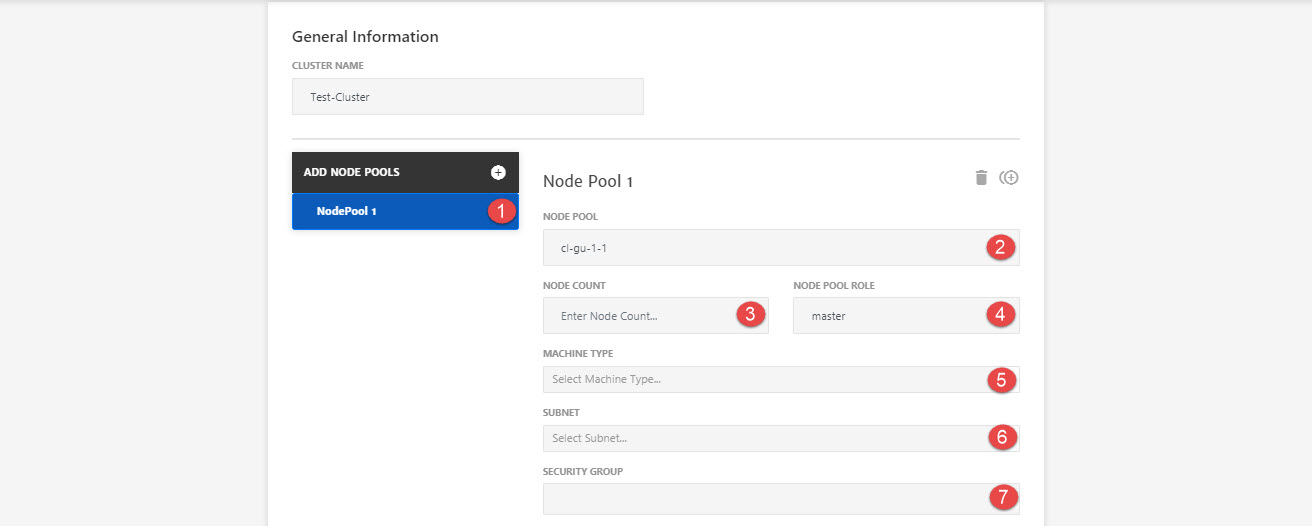 General Information
CLUSTER NAME
Test-Cluster
ADD NODE POOLS
NodePool 1 1
Node Pool 1
NODE POOL
cl-gu-1-1 2
NODE COUNT NODE POOL ROLE
Enter Node Count... 3 master 4
MACHINE TYPE
Select Machine Type... 5
SUBNET
Select Subnet... 6
SECURITY GROUP
7